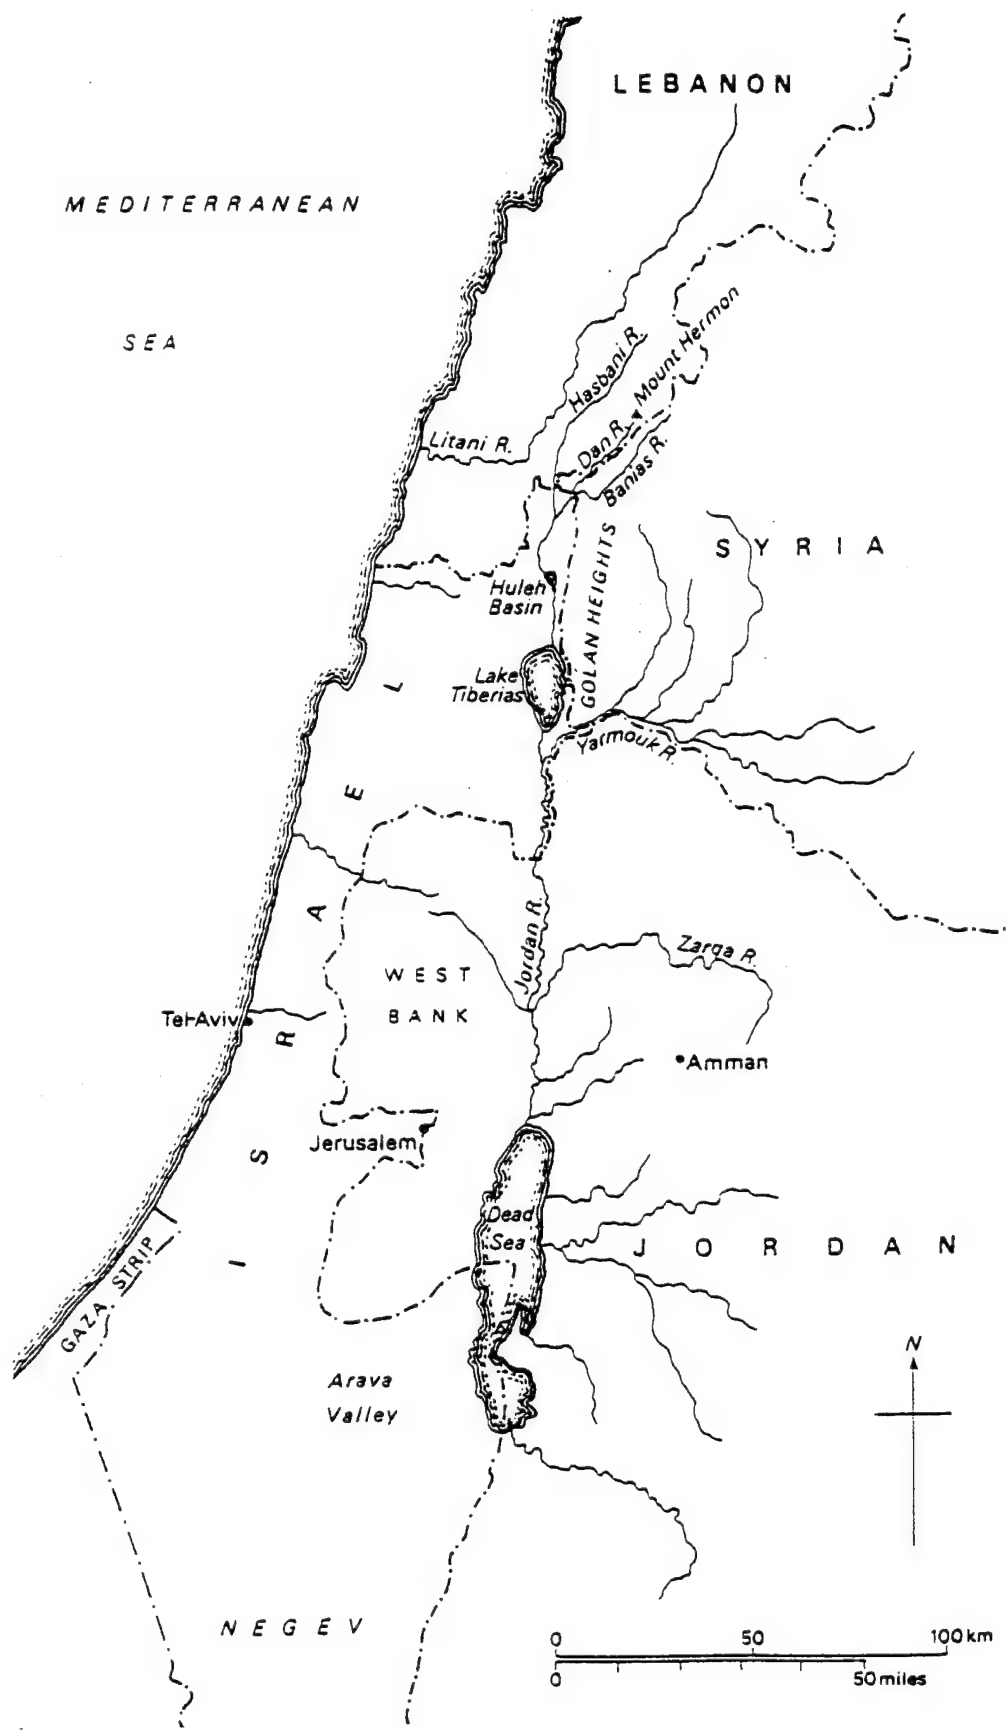 LEBANON
MEDITERRANEAN
SEA
Mount Hermon
Hasbani R.
Dan R.
Litani R.
Banias R.
SYRIA
GOLAN HEIGHTS
Huleh
Basin
Lake
Tiberias
Yarmouk R.
ISRAEL
Jordan R.
Zarqa R.
WEST
BANK
Tel-Aviv
Amman
Jerusalem
Dead
Sea
JORDAN
GAZA STRIP
Arava
Valley
N
NEGEV
0 50 100 km
0 50 miles